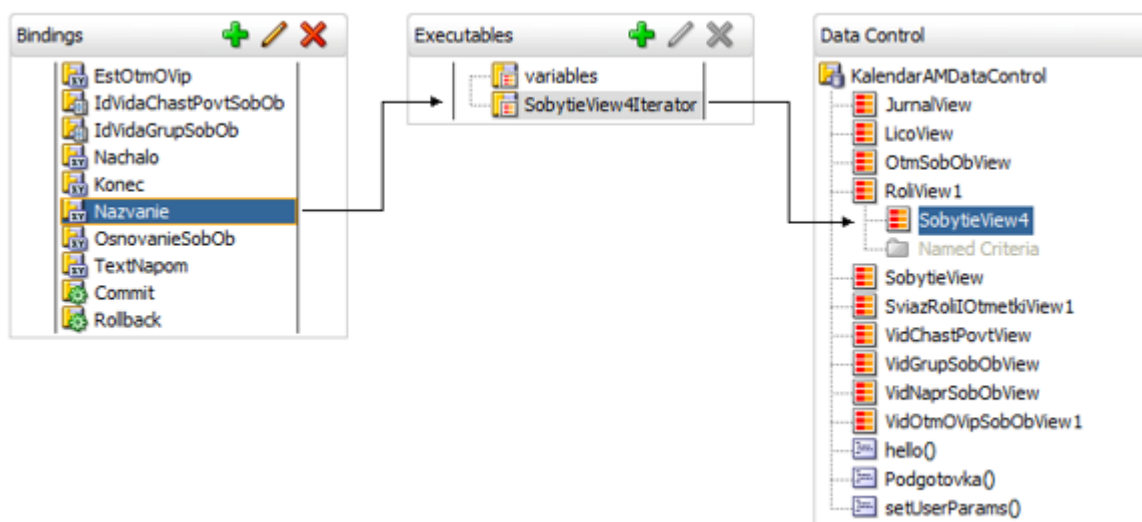 Bindings
EstOtmOVip
IdVidaChastPovtSobOb
IdVidaGrupSobOb
Nachalo
Konec
Nazvanie
OsnovanieSobOb
TextNapom
Commit
Rollback
Executables
variables
SobytieView4Iterator
Data Control
KalendarAMDataControl
JurnalView
LicoView
OtmSobObView
RoliView1
SobytieView4
Named Criteria
SobytieView
SviazRoliIOtmetkiView1
VidChastPovtView
VidGrupSobObView
VidNaprSobObView
VidOtmOVipSobObView1
hello()
Podgotovka()
setUserParams()